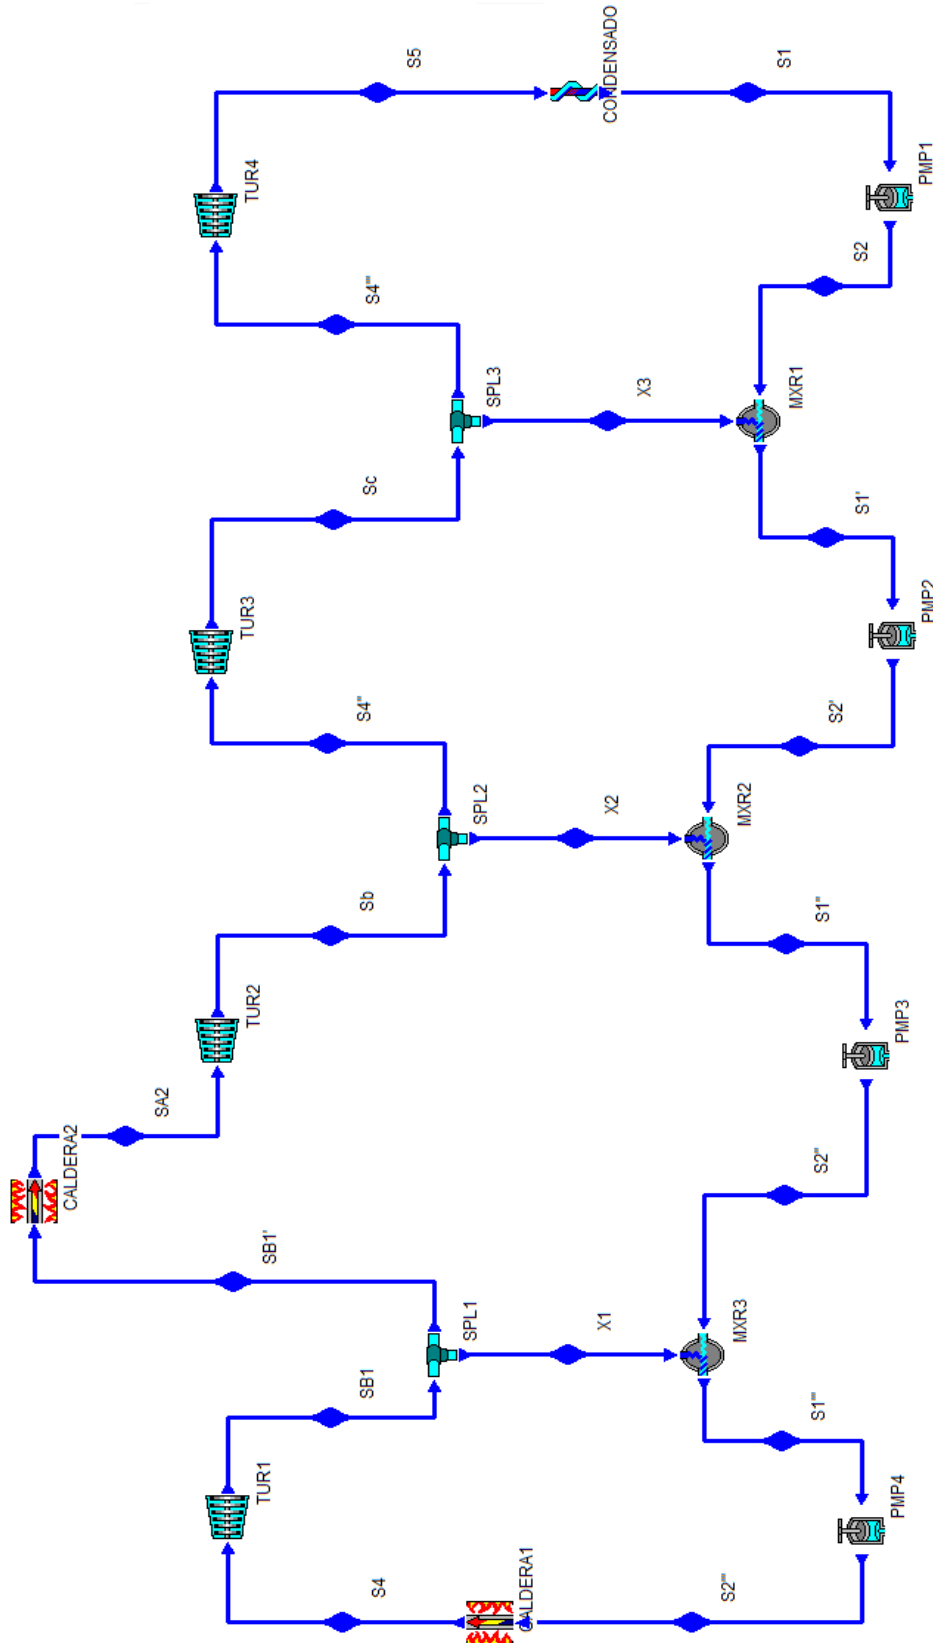 CALDERA2
SA2
TUR1
TUR2
TUR3
TUR4
SB1'
S4
SB1
Sb
S4''
Sc
S4'''
S5
SPL1
SPL2
SPL3
CALDERA1
CONDENSADO
X1
X2
X3
S2'''
MXR3
MXR2
MXR1
S1
S1'''
S2''
S1''
S2'
S1'
S2
PMP4
PMP3
PMP2
PMP1